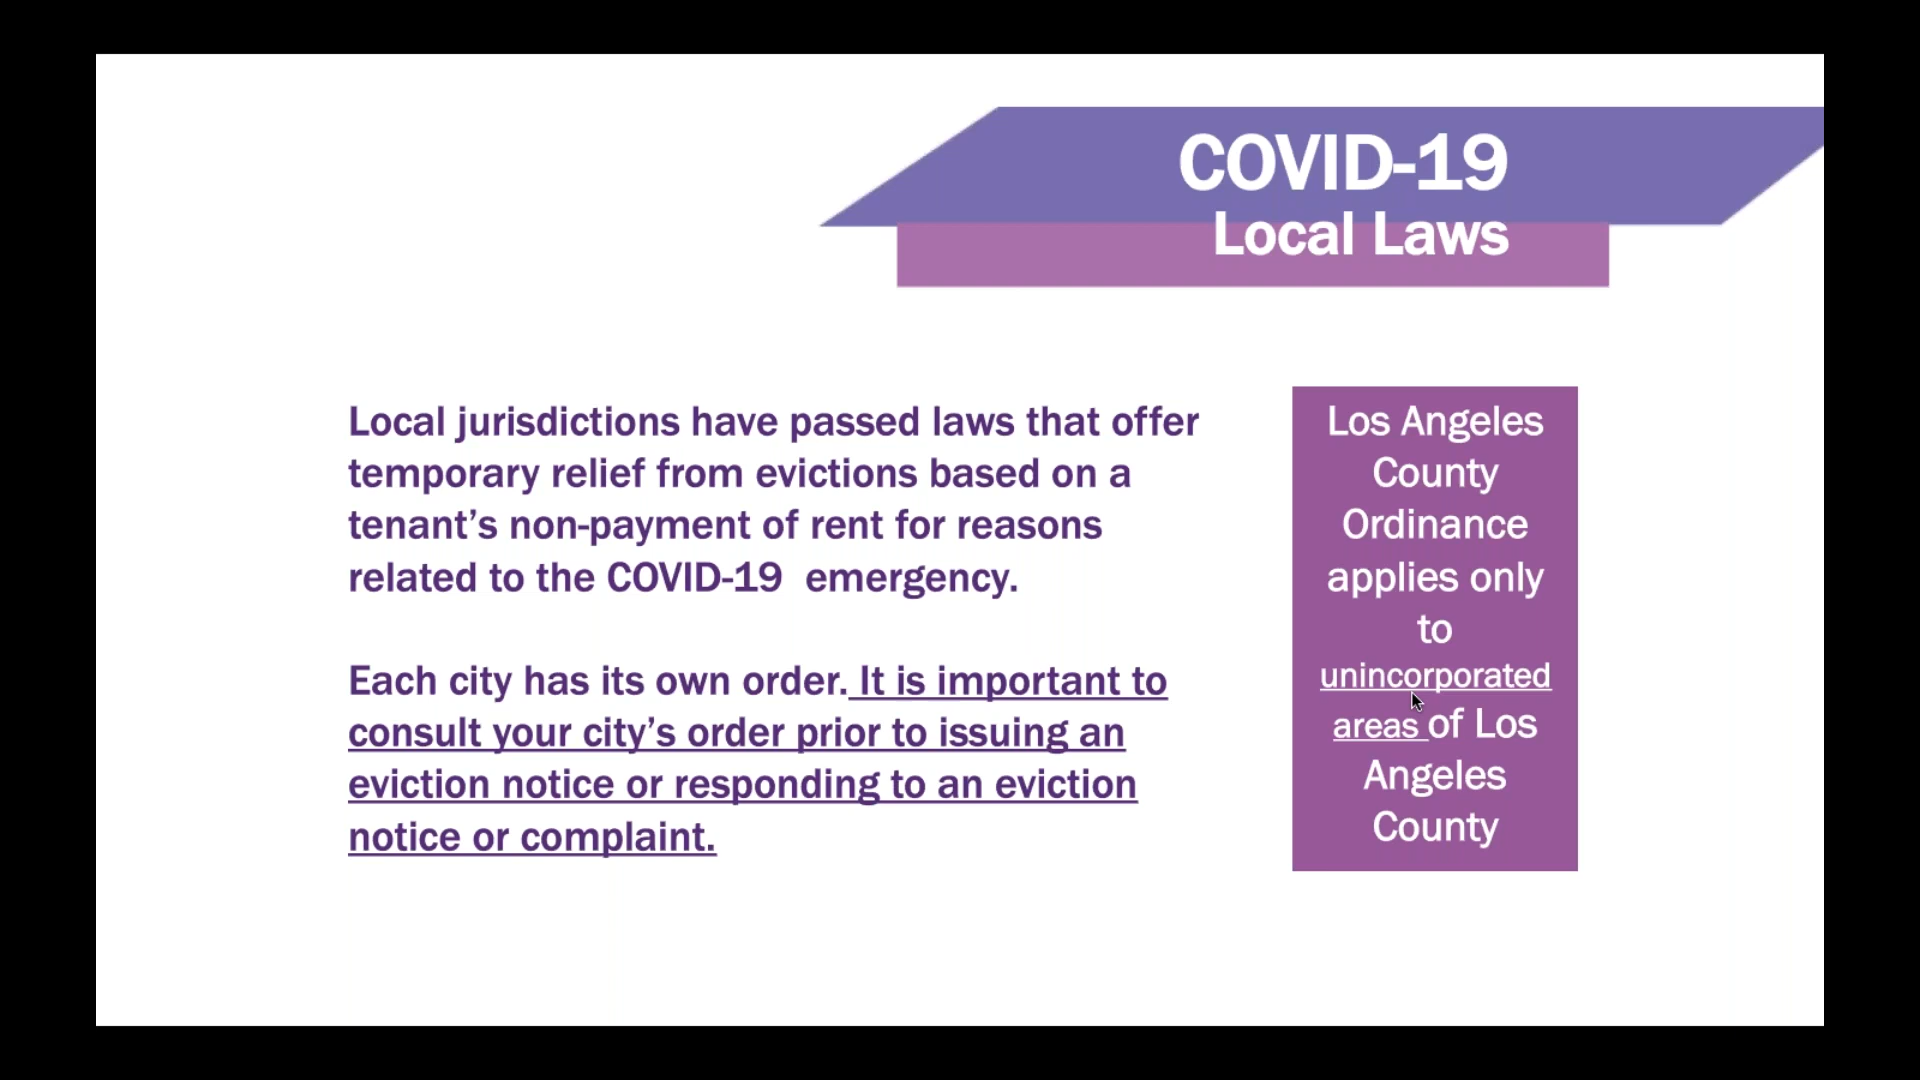 COVID-19
Local Laws
Local jurisdictions have passed laws that offer
temporary relief from evictions based on a
tenant’s non-payment of rent for reasons
related to the COVID-19  emergency.
Each city has its own order. It is important to
consult your city’s order prior to issuing an
eviction notice or responding to an eviction
notice or complaint.
Los Angeles
County
Ordinance
applies only
to
unincorporated
areas of Los
Angeles
County